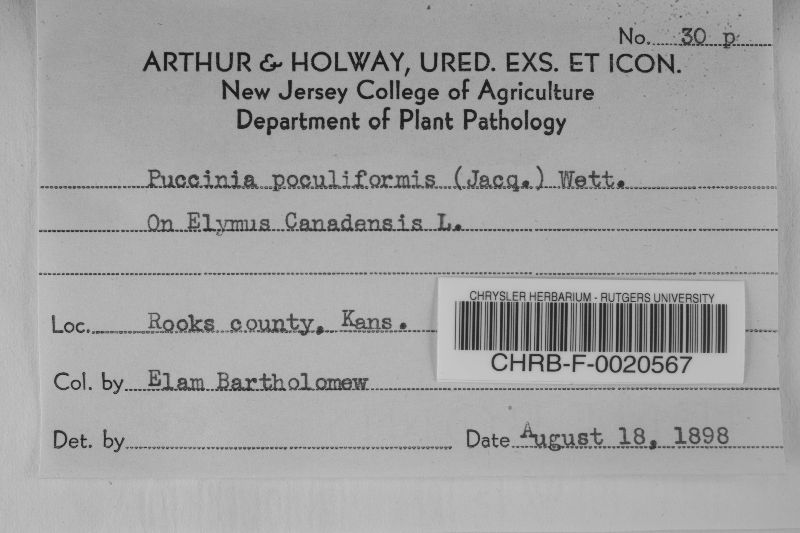 No. 30 p
ARTHUR & HOLWAY, URED. EXS. ET ICON.
New Jersey College of Agriculture
Department of Plant Pathology
Puccinia poculiformis (Jacq.) Wett.
On Elymus Canadensis L.
Loc. Rooks county, Kans.
CHRYSLER HERBARIUM - RUTGERS UNIVERSITY
CHRB-F-0020567
Col. by Elam Bartholomew
Det. by
Date August 18, 1898